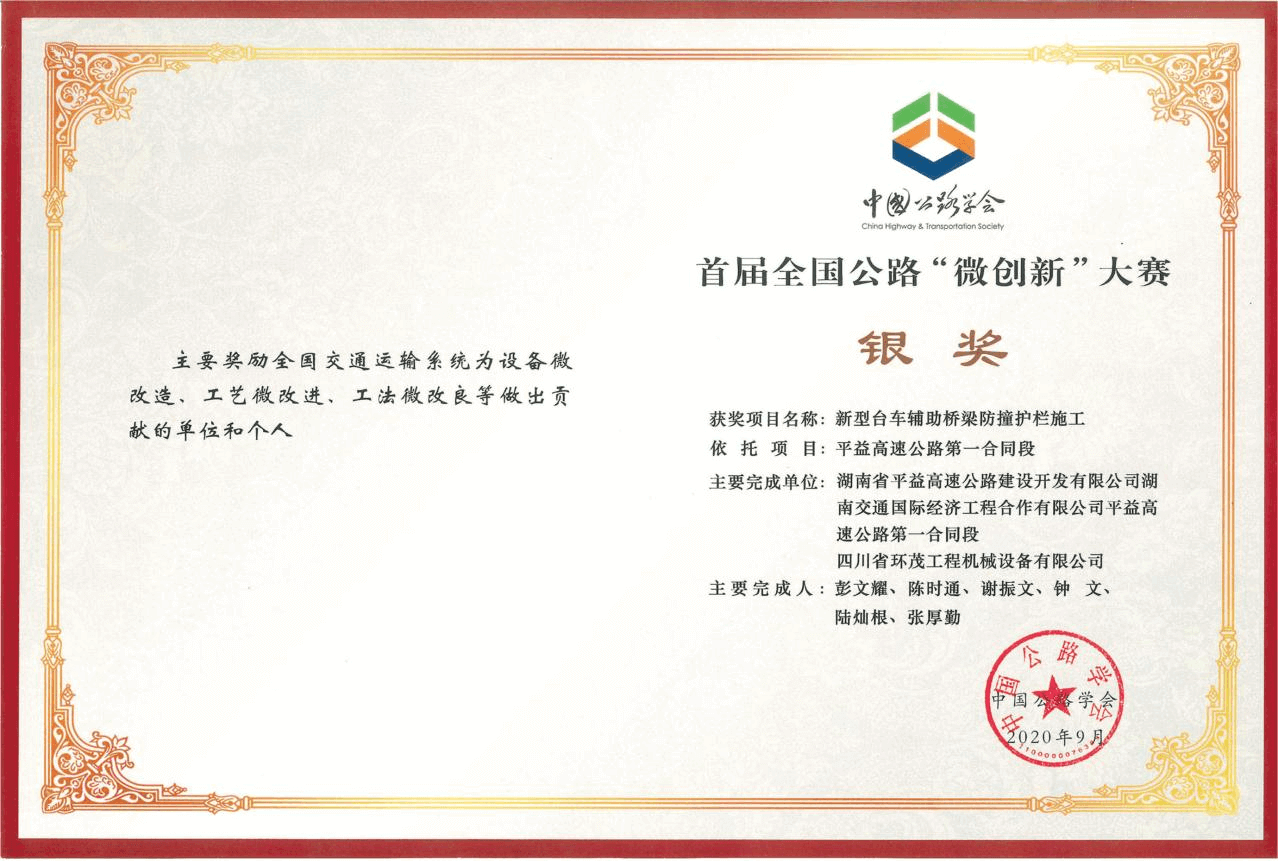 主要奖励全国交通运输系统为设备微
改造、工艺微改进、工法微改良等做出贡
献的单位和个人
中国公路学会
China Highway & Transportation Society
首届全国公路“微创新”大赛
银奖
获奖项目名称：新型台车辅助桥梁防撞护栏施工
依托项目：平益高速公路第一合同段
主要完成单位：湖南省平益高速公路建设开发有限公司湖
南交通国际经济工程合作有限公司平益高
速公路第一合同段
四川省环茂工程机械设备有限公司
主要完成人：彭文耀、陈时通、谢振文、钟 文、
陆灿根、张厚勤
中国公路学会
中国公路学会
2020年9月